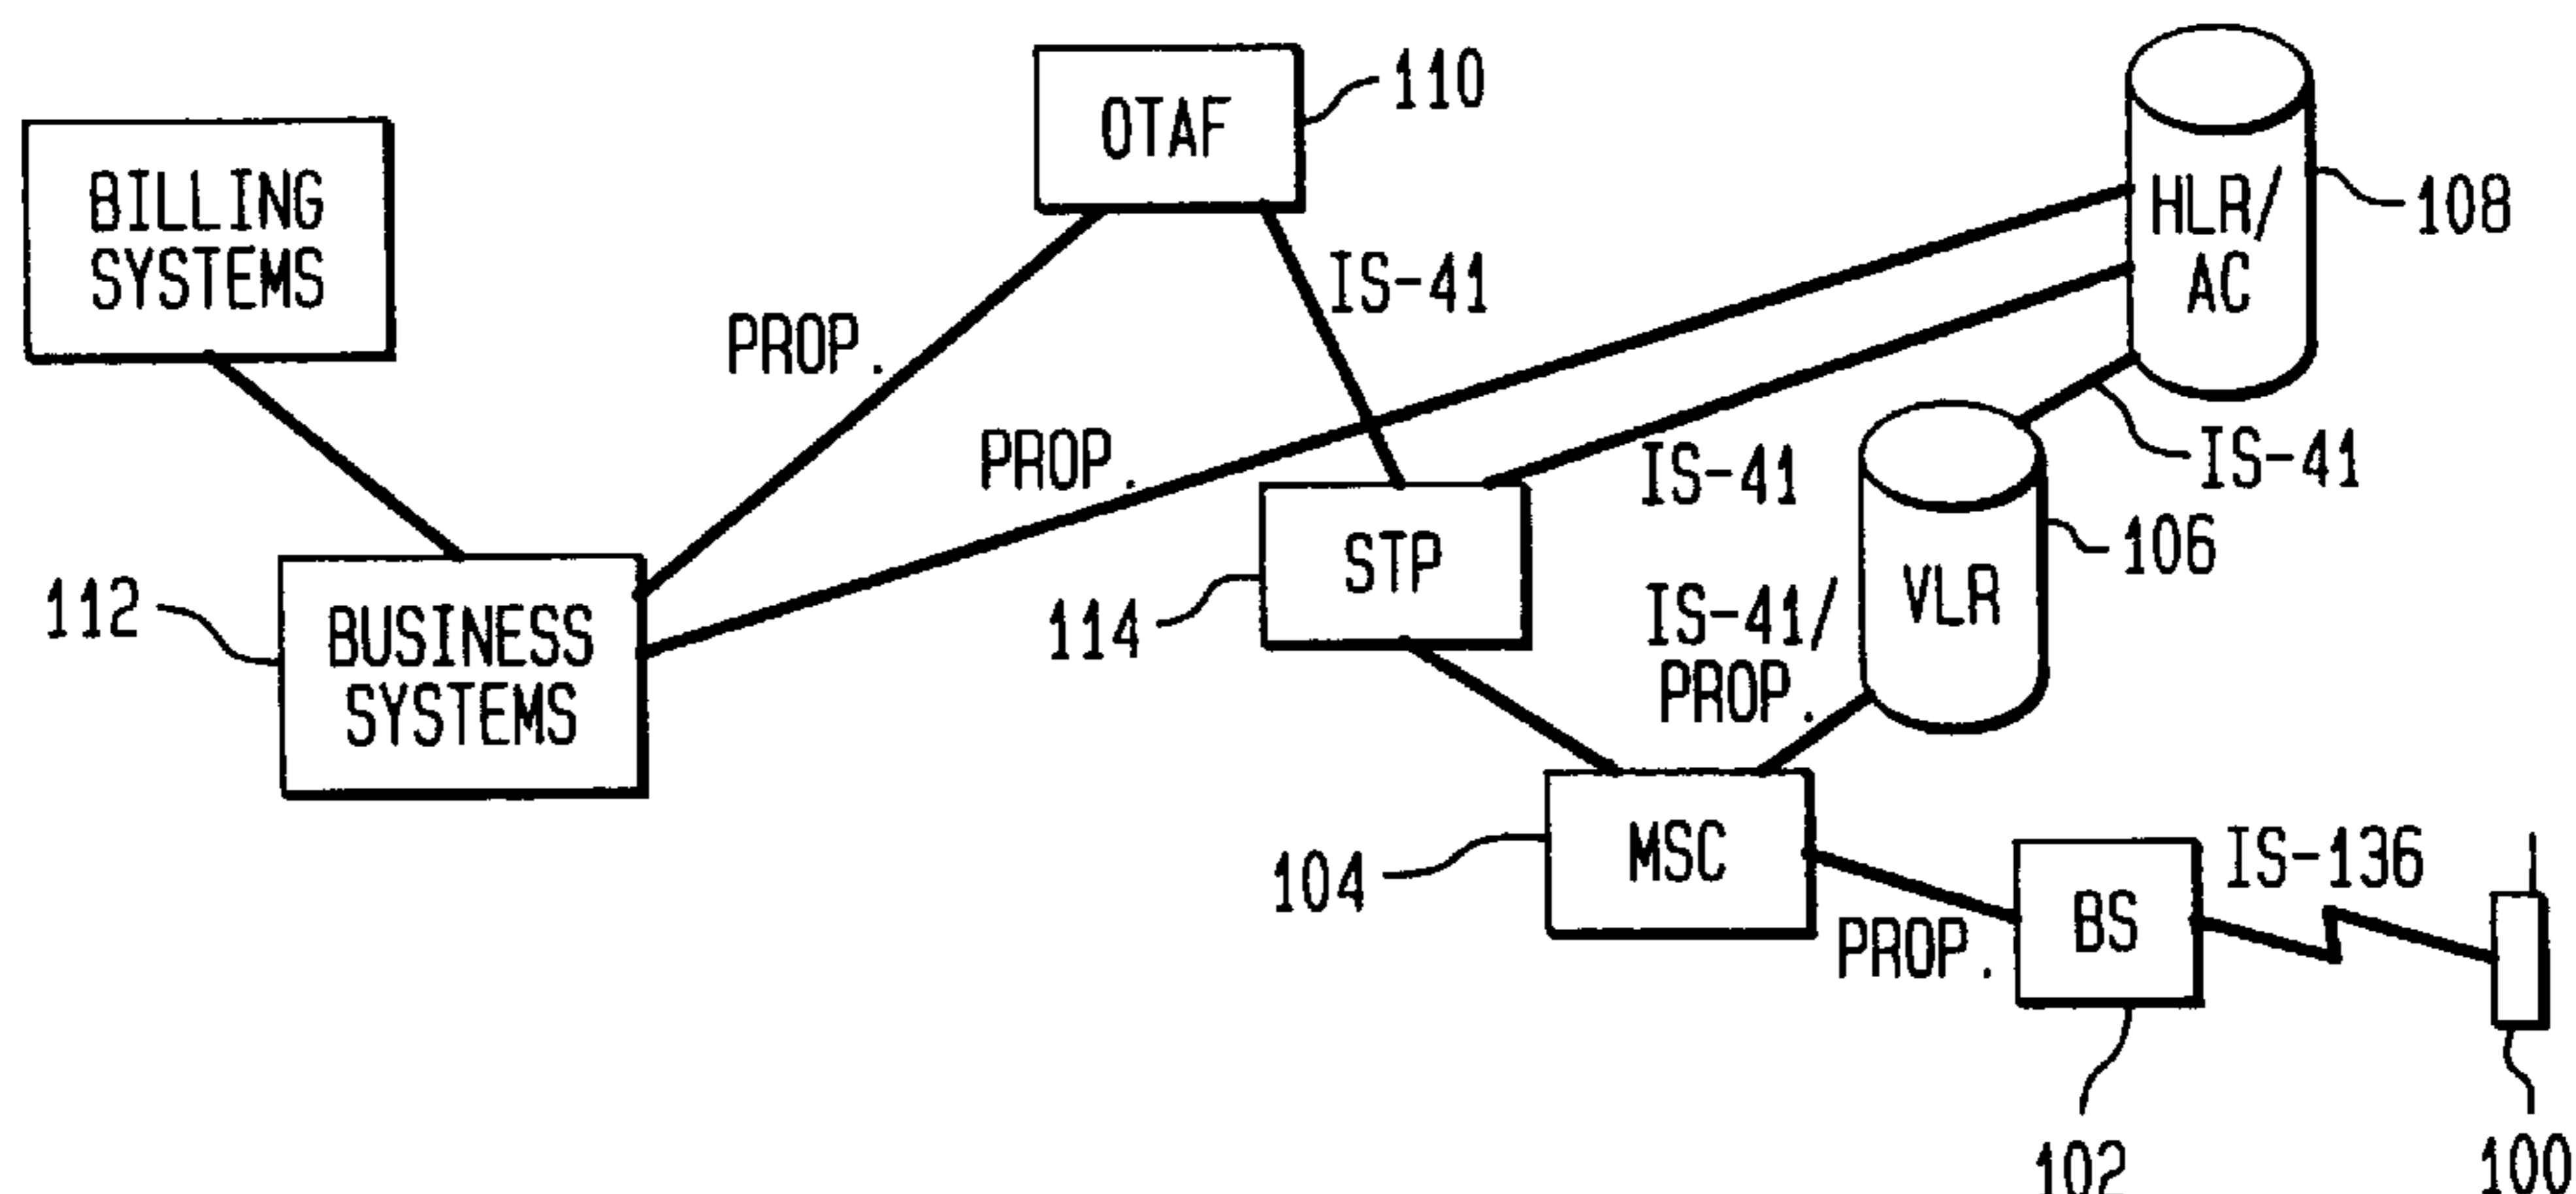 OTAF
110
BILLING
SYSTEMS
HLR/
AC
108
IS-41
PROP.
PROP.
IS-41
IS-41
STP
114
VLR
106
112
BUSINESS
SYSTEMS
IS-41/
PROP.
MSC
104
PROP.
BS
IS-136
102
100